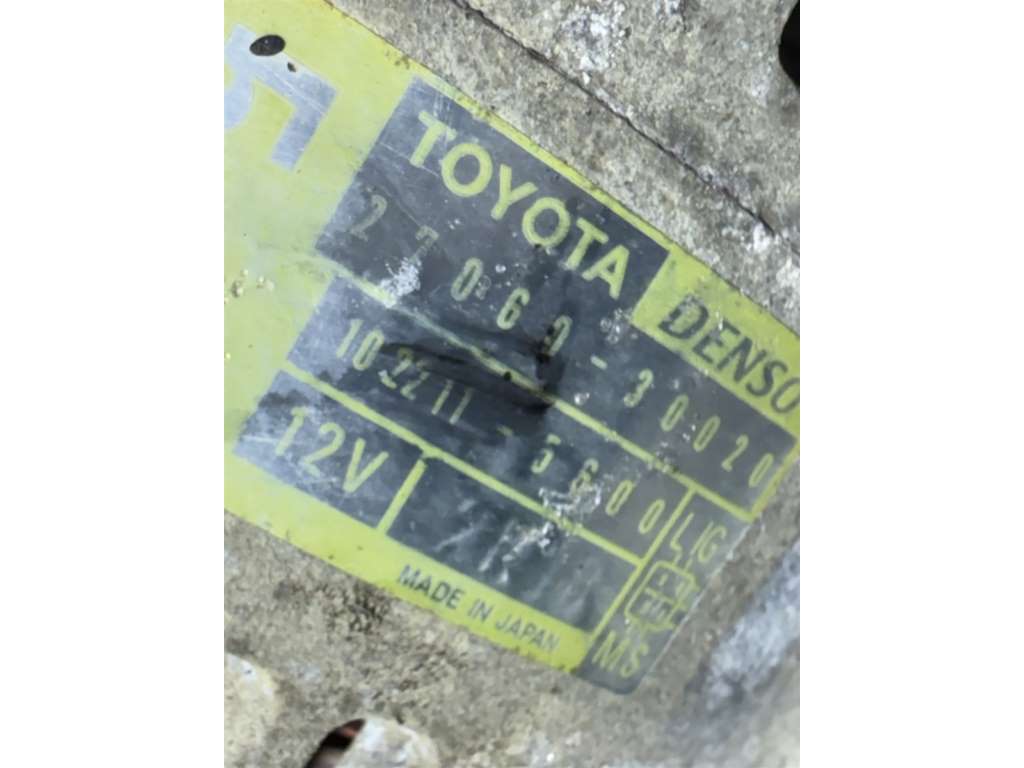 TOYOTA DENSO
27060-30020
102211-5600 LIG
12V MS
MADE IN JAPAN